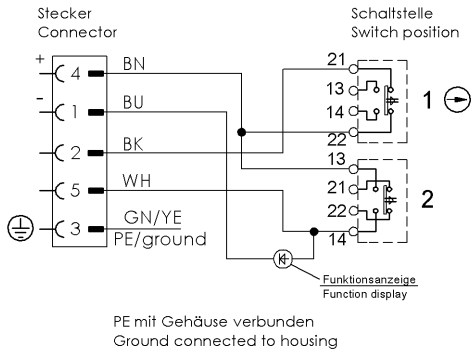 Stecker
Connector
Schaltstelle
Switch position
+
4
BN
-
1
BU
2
BK
5
WH
3
GN/YE
PE/ground
21
13
14
22
1
13
21
22
14
2
Funktionsanzeige
Function display
PE mit Gehäuse verbunden
Ground connected to housing